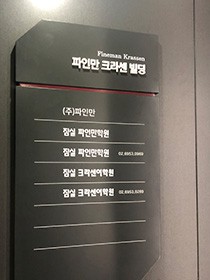 Fineman Krassen
파인만 크라센 빌딩
(주)파인만
잠실 파인만학원
잠실 파인만학원
잠실 크라센어학원
잠실 크라센어학원